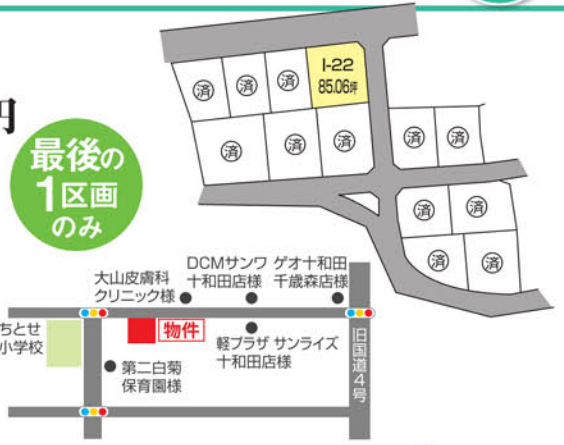 円
最後の
1区画
のみ
I-22
85.06坪
済 済 済
済 済 済
済 済
済 済
済 済
大山皮膚科
クリニック様
DCMサンワ
十和田店様
ゲオ十和田
千歳森店様
ちとせ
小学校
物件
軽プラザ サンライズ
十和田店様
第二白菊
保育園様
旧国道4号